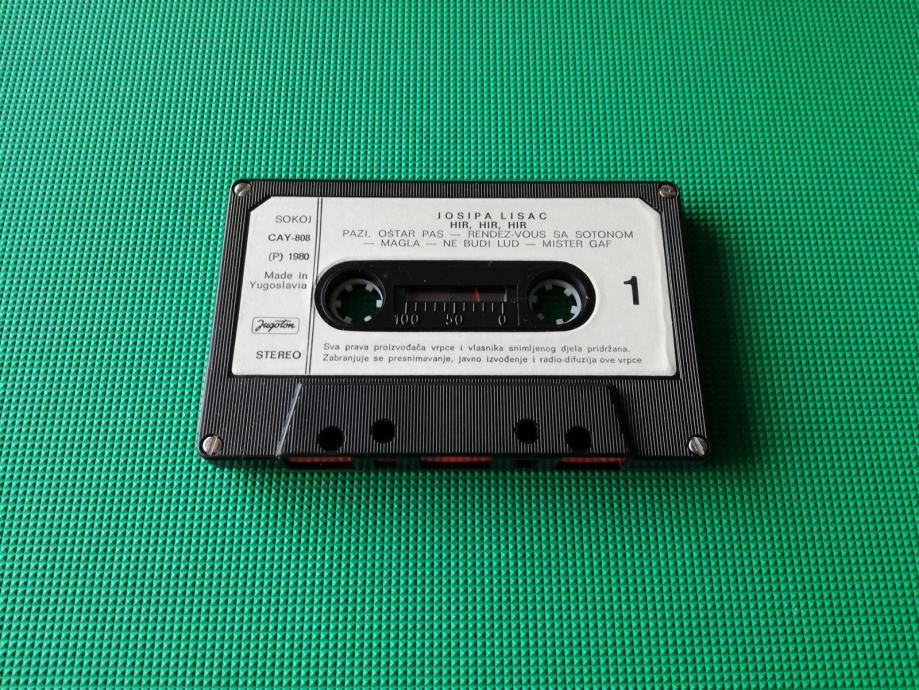 SOKOJ
CAY-808
(P) 1980
Made in
Yugoslavia
Jugoton
STEREO
JOSIPA LISAC
HIR, HIR, HIR
PAZI, OŠTAR PAS — RENDEZ-VOUS SA SOTONOM
— MAGLA — NE BUDI LUD — MISTER GAF
1
100 50 0
Sva prava proizvođača vrpce i vlasnika snimljenog djela pridržana.
Zabranjuje se presnimavanje, javno izvođenje i radio-difuzija ove vrpce